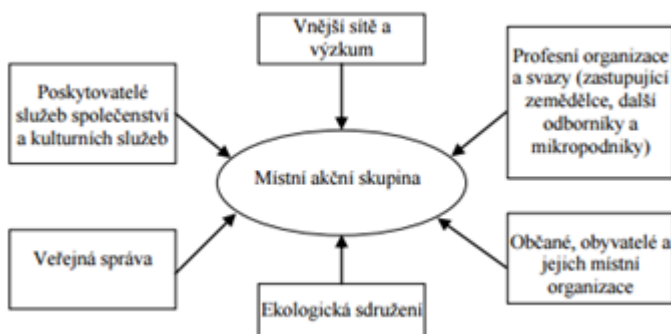 Vnější sítě a
výzkum
Poskytovatelé
služeb společenství
a kulturních služeb
Profesní organizace
a svazy (zastupující
zemědělce, další
odborníky a
mikropodniky)
Místní akční skupina
Veřejná správa
Občané, obyvatelé a
jejich místní
organizace
Ekologická sdružení